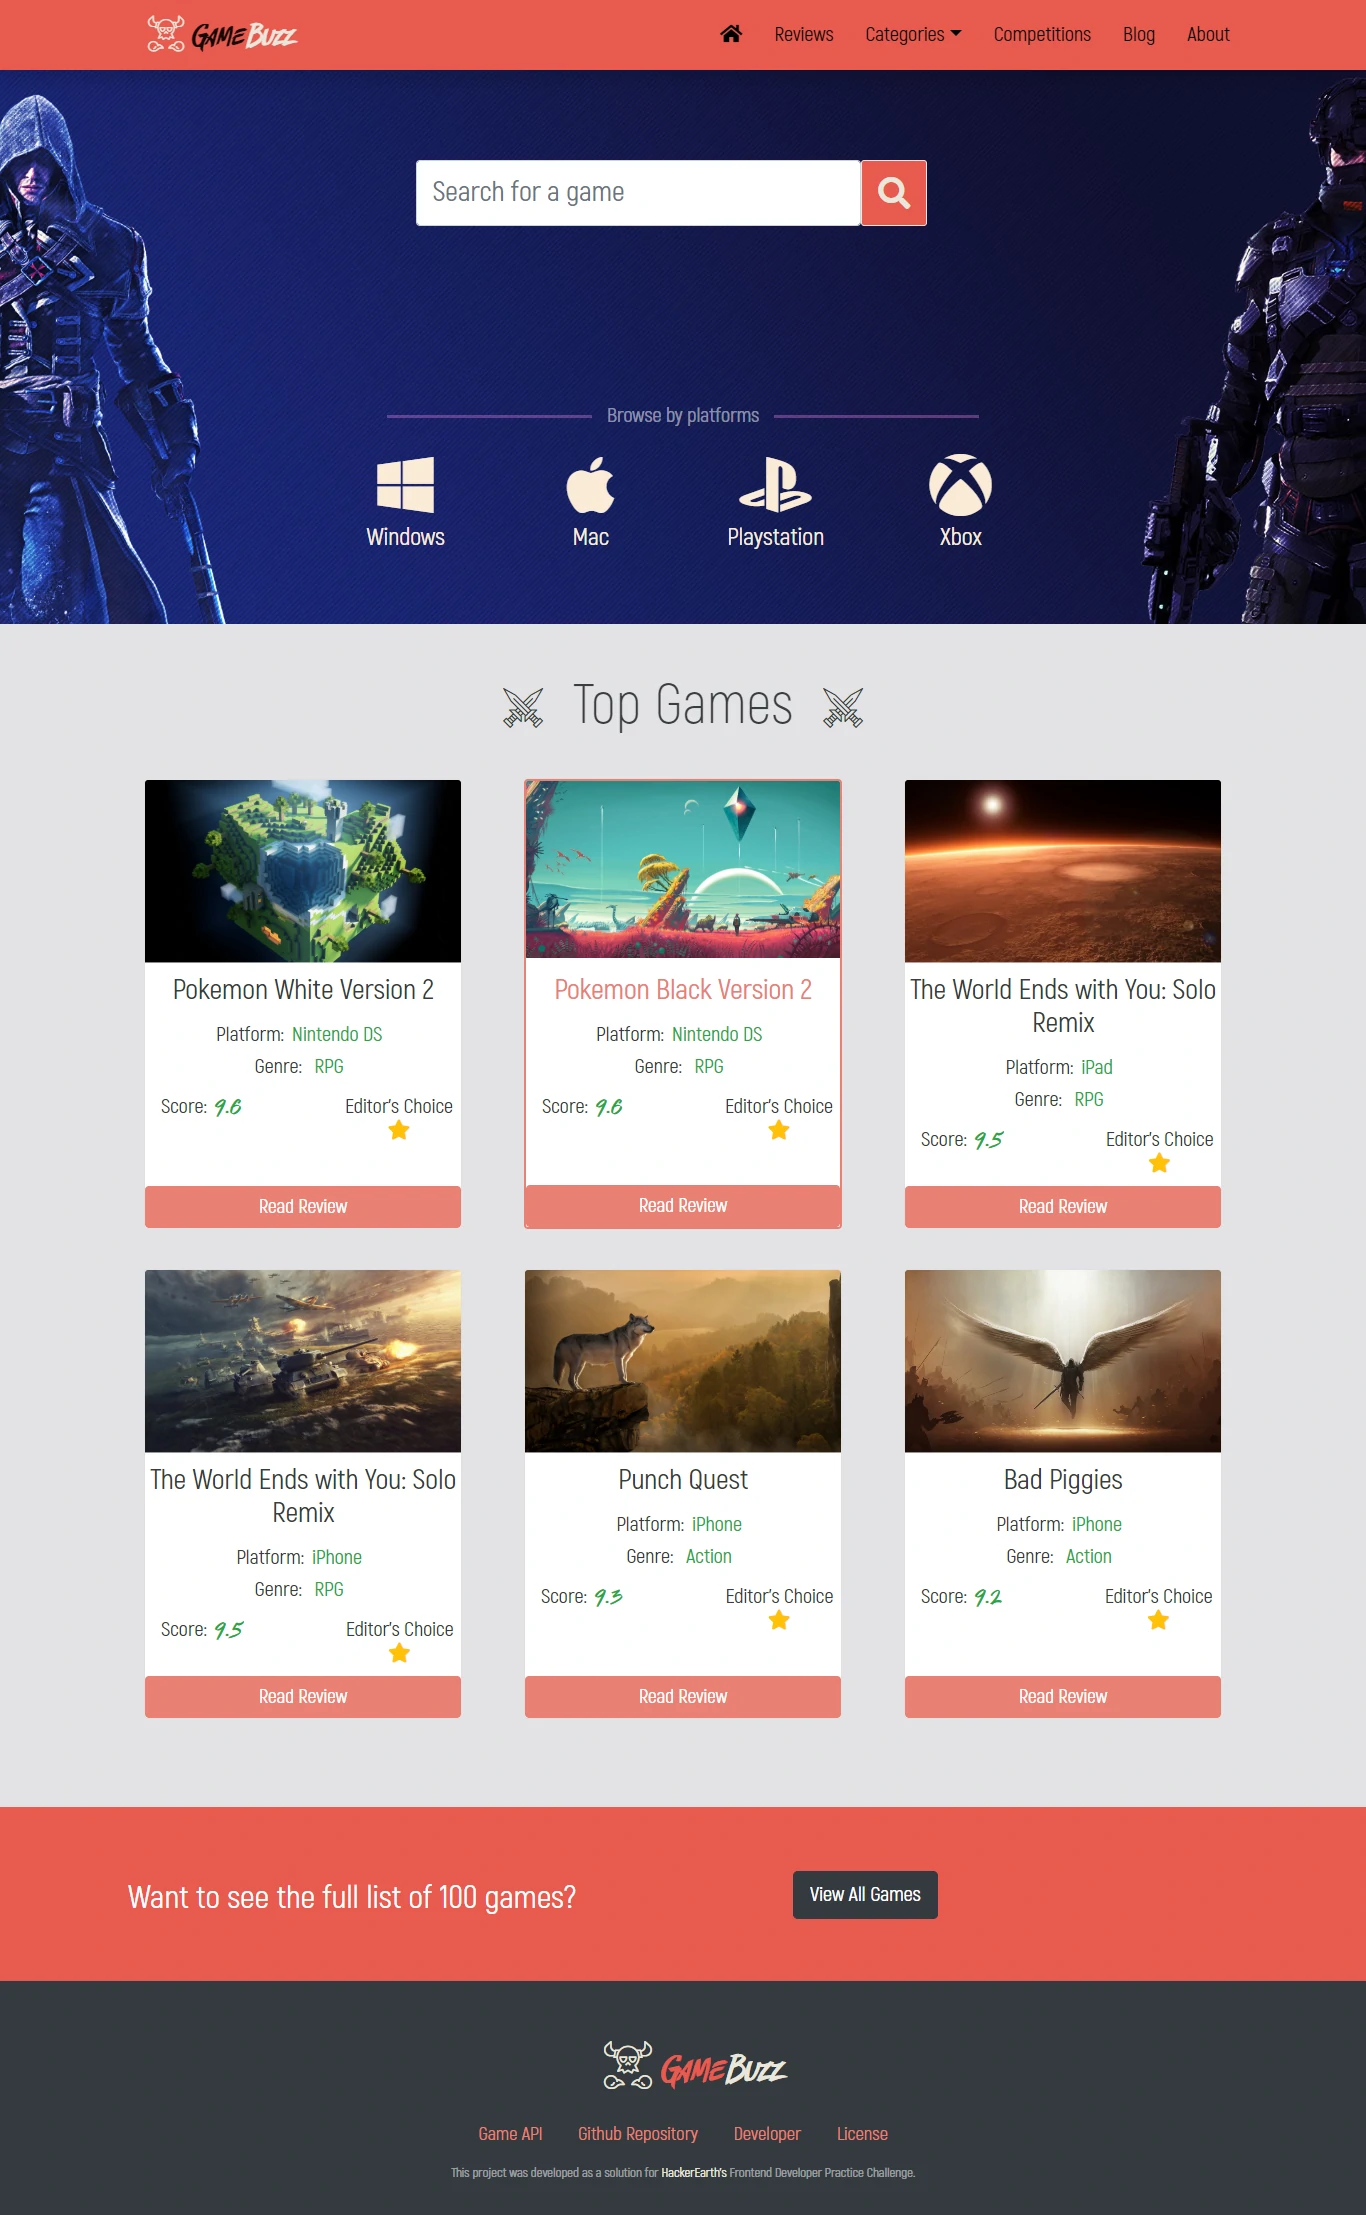 GameBuzz
Reviews Categories Competitions Blog About
Search for a game
Browse by platforms
Windows Mac Playstation Xbox
Top Games
Pokemon White Version 2
Platform: Nintendo DS
Genre: RPG
Score: 9.6 Editor's Choice
Read Review
Pokemon Black Version 2
Platform: Nintendo DS
Genre: RPG
Score: 9.6 Editor's Choice
Read Review
The World Ends with You: Solo
Remix
Platform: iPad
Genre: RPG
Score: 9.5 Editor's Choice
Read Review
The World Ends with You: Solo
Remix
Platform: iPhone
Genre: RPG
Score: 9.5 Editor's Choice
Read Review
Punch Quest
Platform: iPhone
Genre: Action
Score: 9.3 Editor's Choice
Read Review
Bad Piggies
Platform: iPhone
Genre: Action
Score: 9.2 Editor's Choice
Read Review
Want to see the full list of 100 games?
View All Games
GameBuzz
Game API Github Repository Developer License
This project was developed as a solution for HackerEarth's Frontend Developer Practice Challenge.